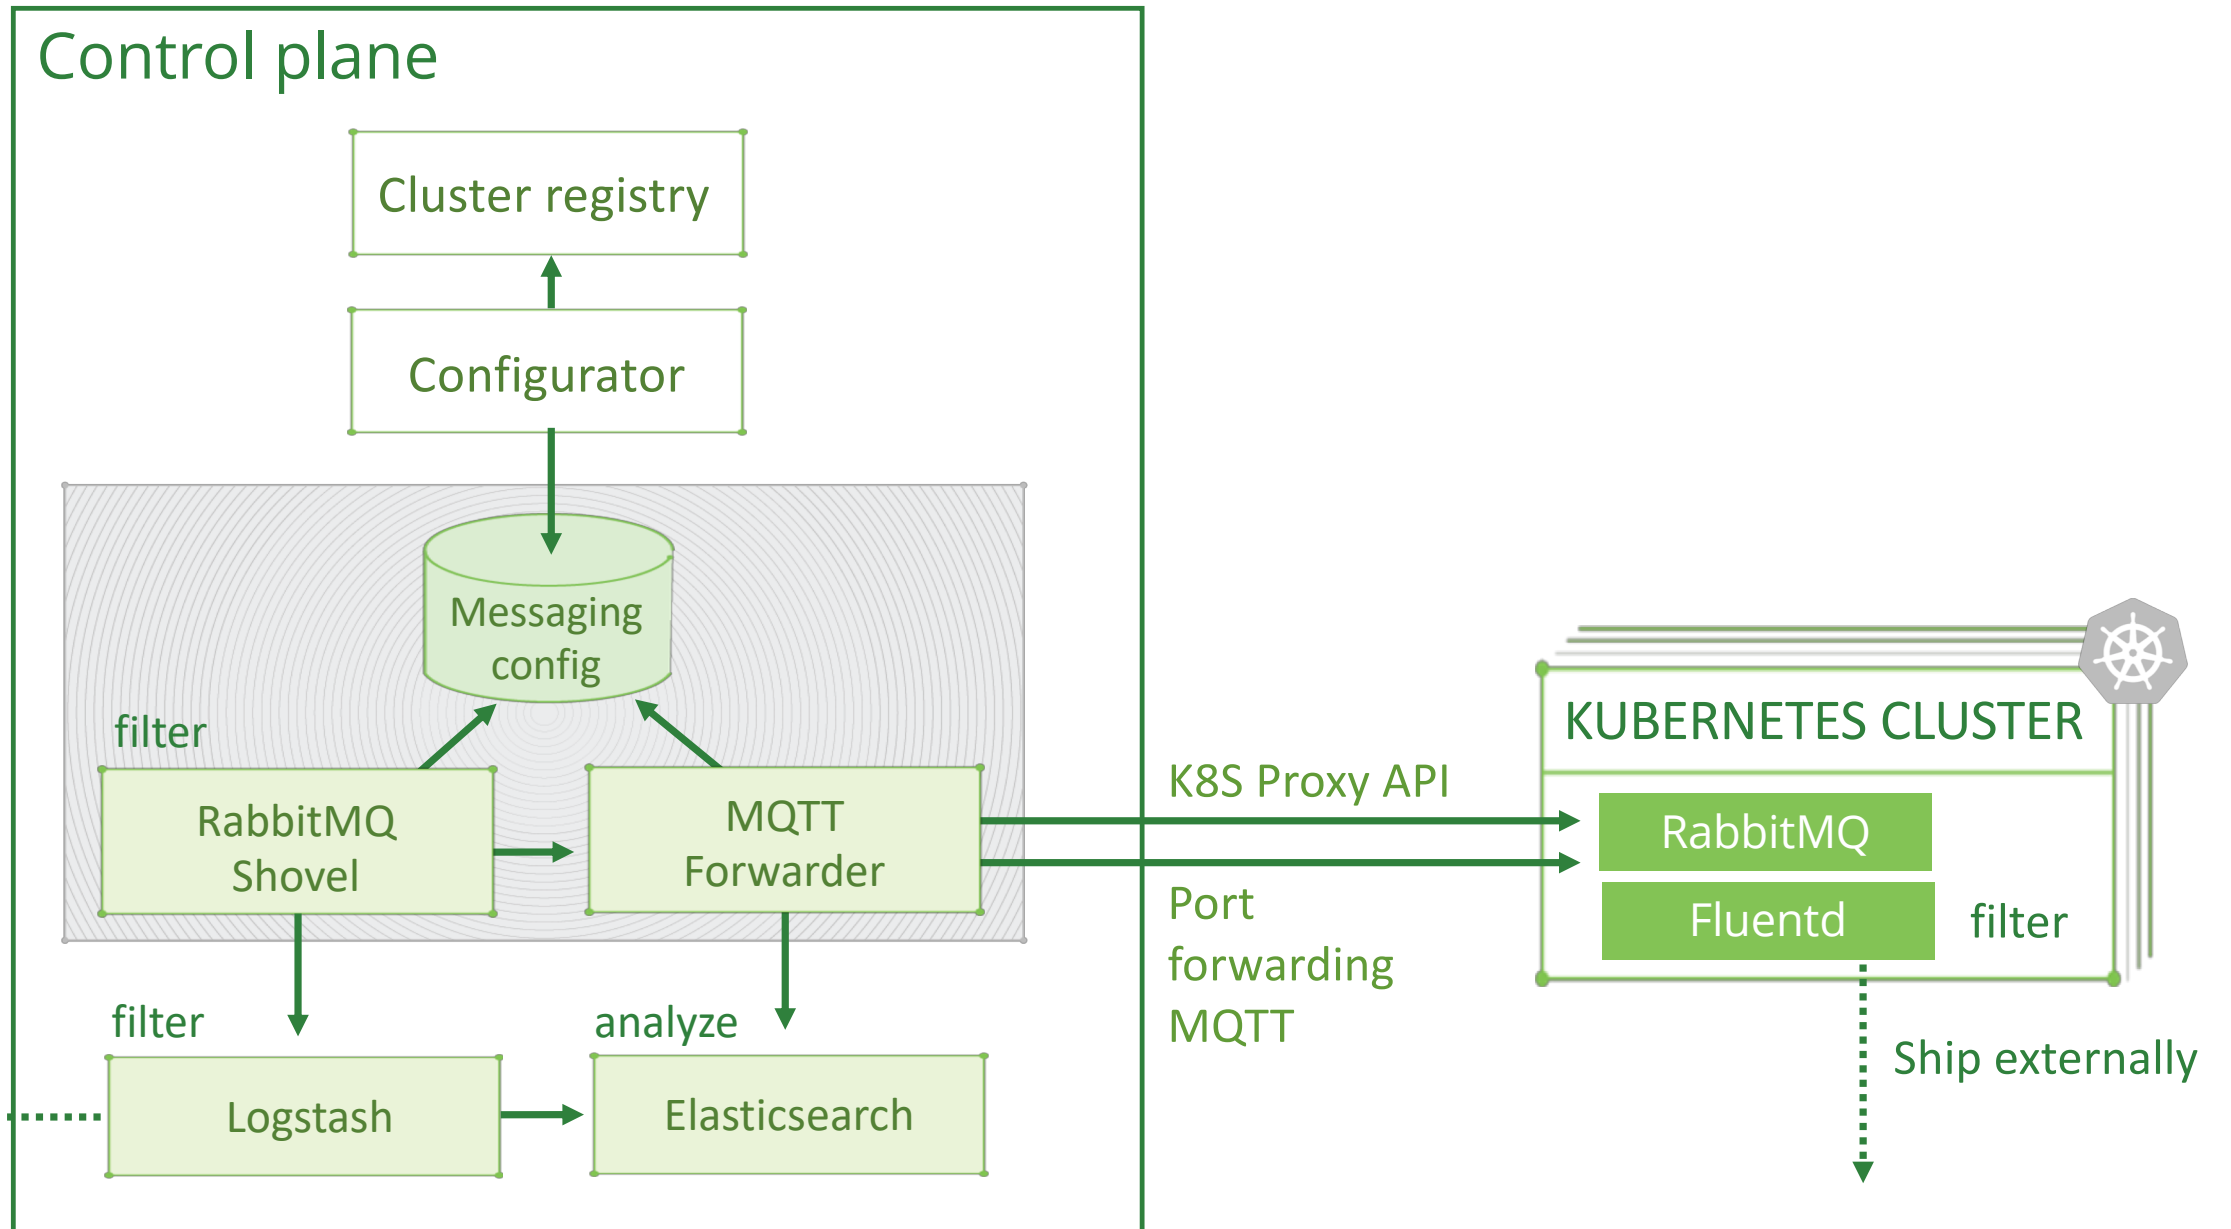 Control plane
Cluster registry
Configurator
Messaging
config
filter
RabbitMQ
Shovel
MQTT
Forwarder
filter
analyze
Logstash
Elasticsearch
K8S Proxy API
Port
forwarding
MQTT
KUBERNETES CLUSTER
RabbitMQ
Fluentd
filter
Ship externally